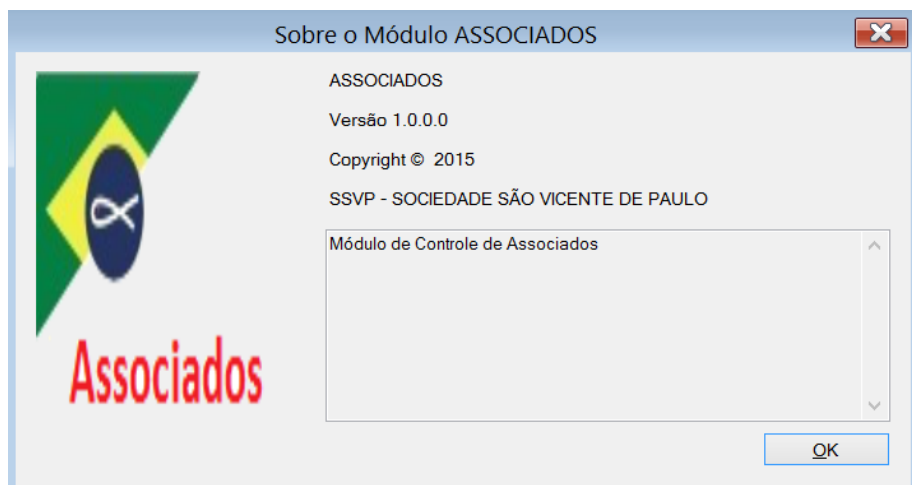 Sobre o Módulo ASSOCIADOS
ASSOCIADOS
Versão 1.0.0.0
Copyright © 2015
SSVP - SOCIEDADE SÃO VICENTE DE PAULO
Módulo de Controle de Associados
Associados
OK